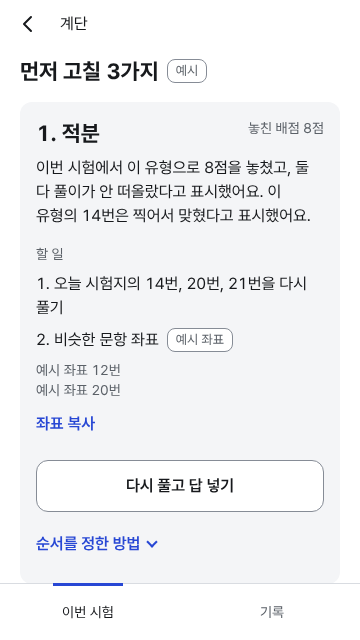 계단
먼저 고칠 3가지 예시
1. 적분 놓친 배점 8점
이번 시험에서 이 유형으로 8점을 놓쳤고, 둘
다 풀이가 안 떠올랐다고 표시했어요. 이
유형의 14번은 찍어서 맞혔다고 표시했어요.
할 일
1. 오늘 시험지의 14번, 20번, 21번을 다시
풀기
2. 비슷한 문항 좌표 예시 좌표
예시 좌표 12번
예시 좌표 20번
좌표 복사
다시 풀고 답 넣기
순서를 정한 방법
이번 시험 기록